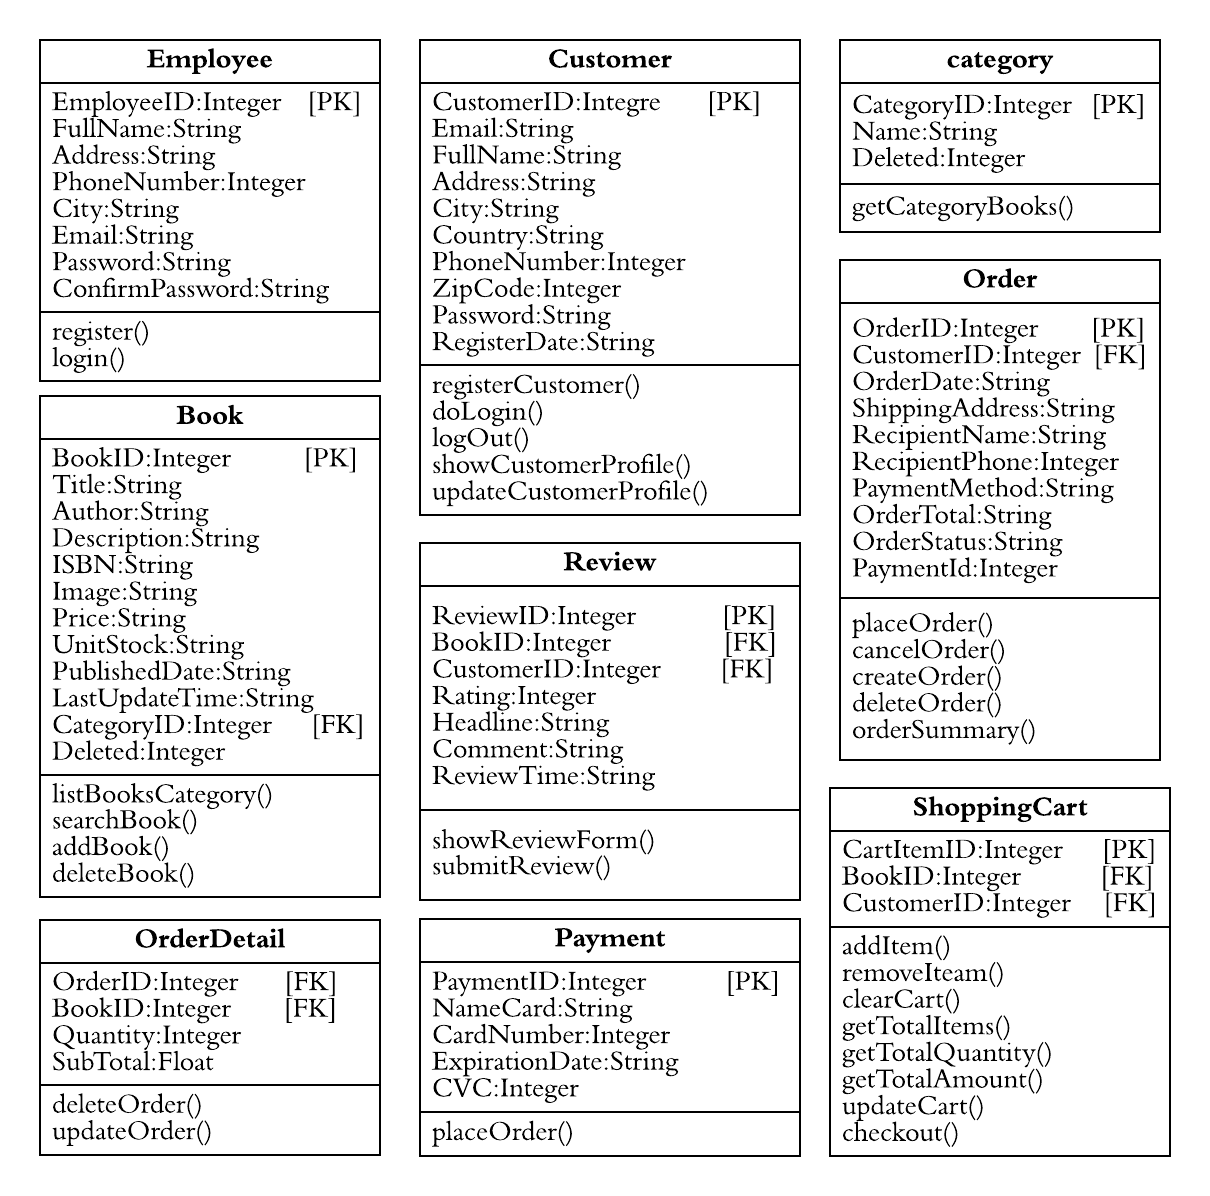 Employee
EmployeeID:Integer [PK]
FullName:String
Address:String
PhoneNumber:Integer
City:String
Email:String
Password:String
ConfirmPassword:String
register()
login()
Book
BookID:Integer [PK]
Title:String
Author:String
Description:String
ISBN:String
Image:String
Price:String
UnitStock:String
PublishedDate:String
LastUpdateTime:String
CategoryID:Integer [FK]
Deleted:Integer
listBooksCategory()
searchBook()
addBook()
deleteBook()
OrderDetail
OrderID:Integer [FK]
BookID:Integer [FK]
Quantity:Integer
SubTotal:Float
deleteOrder()
updateOrder()
Customer
CustomerID:Integre [PK]
Email:String
FullName:String
Address:String
City:String
Country:String
PhoneNumber:Integer
ZipCode:Integer
Password:String
RegisterDate:String
registerCustomer()
doLogin()
logOut()
showCustomerProfile()
updateCustomerProfile()
Review
ReviewID:Integer [PK]
BookID:Integer [FK]
CustomerID:Integer [FK]
Rating:Integer
Headline:String
Comment:String
ReviewTime:String
showReviewForm()
submitReview()
Payment
PaymentID:Integer [PK]
NameCard:String
CardNumber:Integer
ExpirationDate:String
CVC:Integer
placeOrder()
category
CategoryID:Integer [PK]
Name:String
Deleted:Integer
getCategoryBooks()
Order
OrderID:Integer [PK]
CustomerID:Integer [FK]
OrderDate:String
ShippingAddress:String
RecipientName:String
RecipientPhone:Integer
PaymentMethod:String
OrderTotal:String
OrderStatus:String
PaymentId:Integer
placeOrder()
cancelOrder()
createOrder()
deleteOrder()
orderSummary()
ShoppingCart
CartItemID:Integer [PK]
BookID:Integer [FK]
CustomerID:Integer [FK]
addItem()
removeIteam()
clearCart()
getTotalItems()
getTotalQuantity()
getTotalAmount()
updateCart()
checkout()